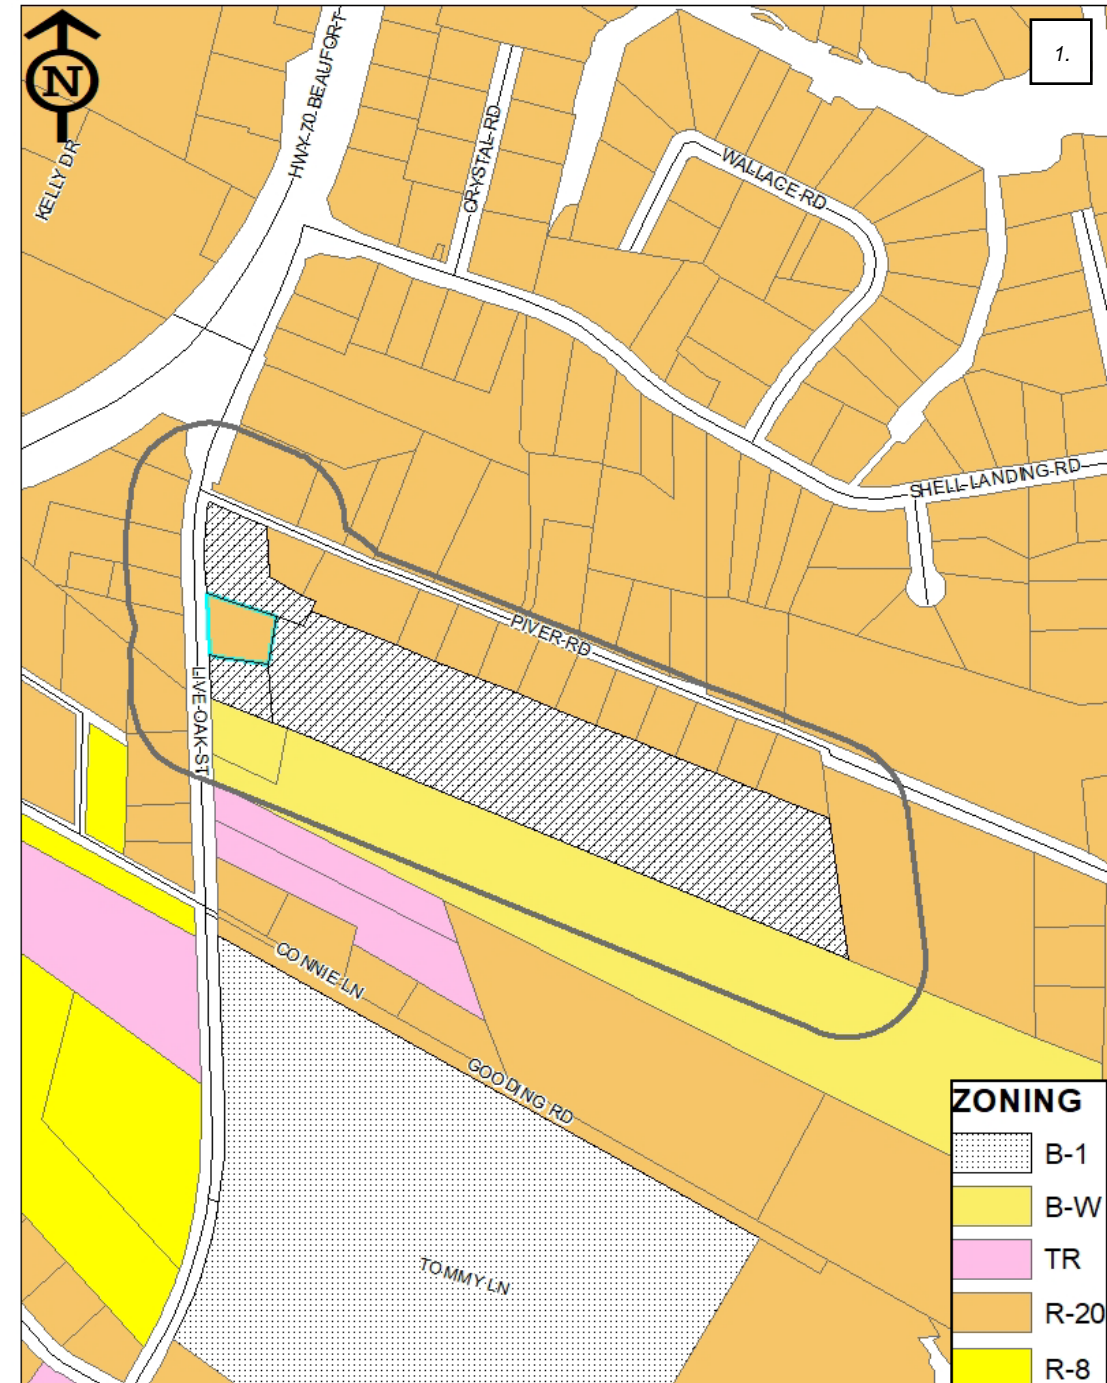 N
1.
HWY 70 BEAUFORT
KELLY DR
CRYSTAL RD
WALLACE RD
SHELL LANDING RD
PIVER RD
LIVE OAK ST
CONNIE LN
GOODING RD
TOMMY LN
ZONING
B-1
B-W
TR
R-20
R-8